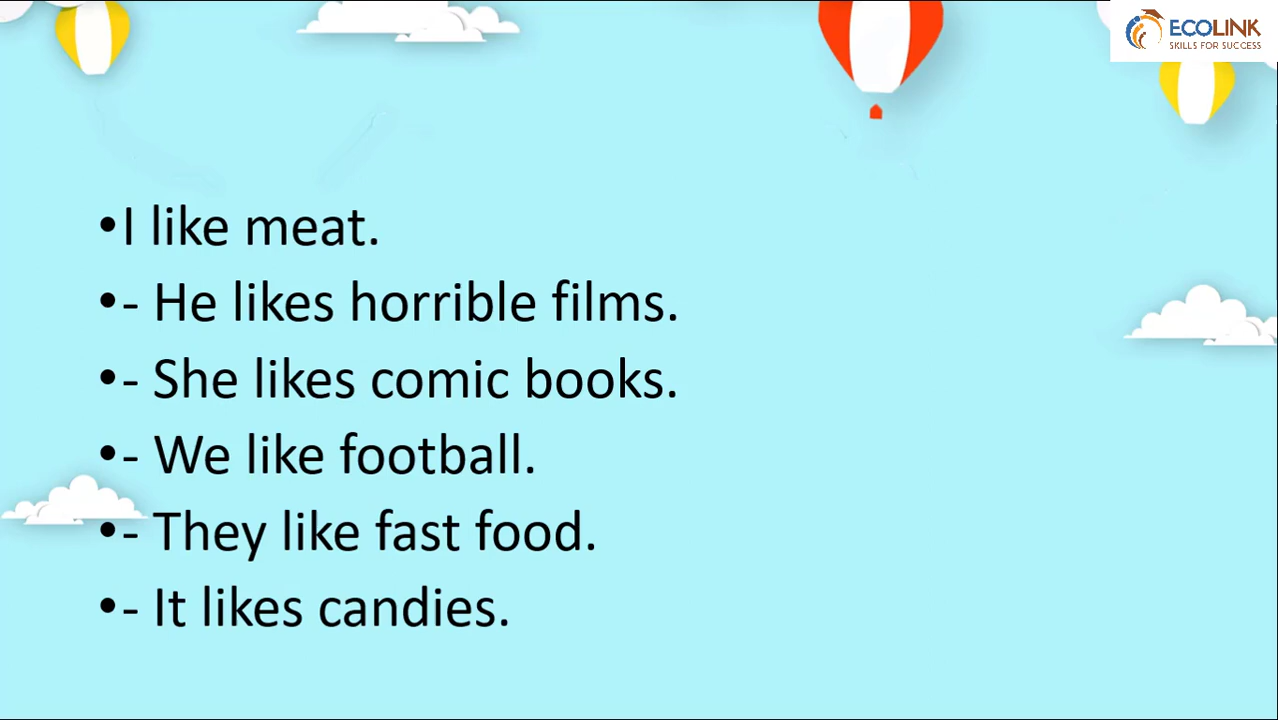 ECOLINK
SKILLS FOR SUCCESS
•I like meat.
•- He likes horrible films.
•- She likes comic books.
•- We like football.
•- They like fast food.
•- It likes candies.